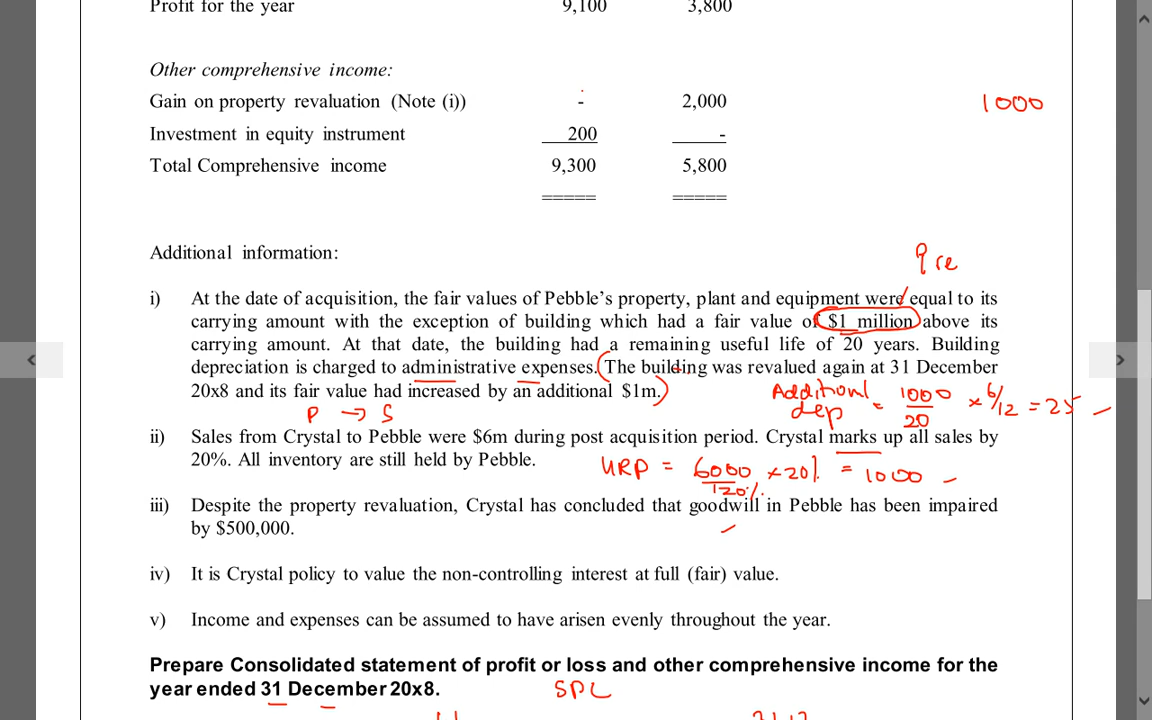 Profit for the year 9,100 3,800
Other comprehensive income:
Gain on property revaluation (Note (i)) - 2,000 1000
Investment in equity instrument 200 -
Total Comprehensive income 9,300 5,800
===== =====
Additional information:
Pre
i) At the date of acquisition, the fair values of Pebble's property, plant and equipment were equal to its
carrying amount with the exception of building which had a fair value of $1 million above its
carrying amount. At that date, the building had a remaining useful life of 20 years. Building
depreciation is charged to administrative expenses. (The building was revalued again at 31 December
20x8 and its fair value had increased by an additional $1m.)
Additional dep = 1000/20 × 6/12 = 25
P → S
ii) Sales from Crystal to Pebble were $6m during post acquisition period. Crystal marks up all sales by
20%. All inventory are still held by Pebble.
URP = 6000/120% × 20% = 1000
iii) Despite the property revaluation, Crystal has concluded that goodwill in Pebble has been impaired
by $500,000.
iv) It is Crystal policy to value the non-controlling interest at full (fair) value.
v) Income and expenses can be assumed to have arisen evenly throughout the year.
Prepare Consolidated statement of profit or loss and other comprehensive income for the
year ended 31 December 20x8.
SPL